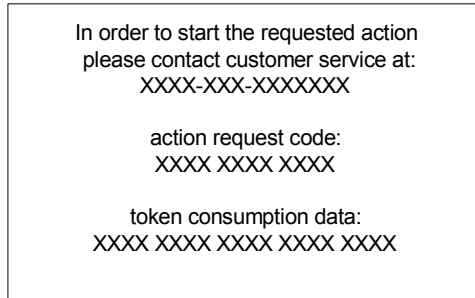 In order to start the requested action
please contact customer service at:
XXXX-XXX-XXXXXXX
action request code:
XXXX XXXX XXXX
token consumption data:
XXXX XXXX XXXX XXXX XXXX